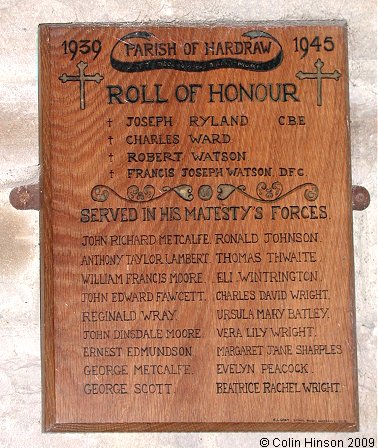 1939 PARISH OF HARDRAW 1945
ROLL OF HONOUR
† JOSEPH RYLAND C.B.E
† CHARLES WARD
† ROBERT WATSON
† FRANCIS JOSEPH WATSON, D.F.C.
SERVED IN HIS MAJESTY'S FORCES.
JOHN RICHARD METCALFE. RONALD JOHNSON.
ANTHONY TAYLOR LAMBERT. THOMAS THWAITE.
WILLIAM FRANCIS MOORE. ELI WINTRINGTON.
JOHN EDWARD FAWCETT. CHARLES DAVID WRIGHT.
REGINALD WRAY. URSULA MARY BATLEY.
JOHN DINSDALE MOORE. VERA LILY WRIGHT.
ERNEST EDMUNDSON. MARGARET JANE SHARPLES
GEORGE METCALFE. EVELYN PEACOCK.
GEORGE SCOTT. BEATRICE RACHEL WRIGHT.
©Colin Hinson 2009